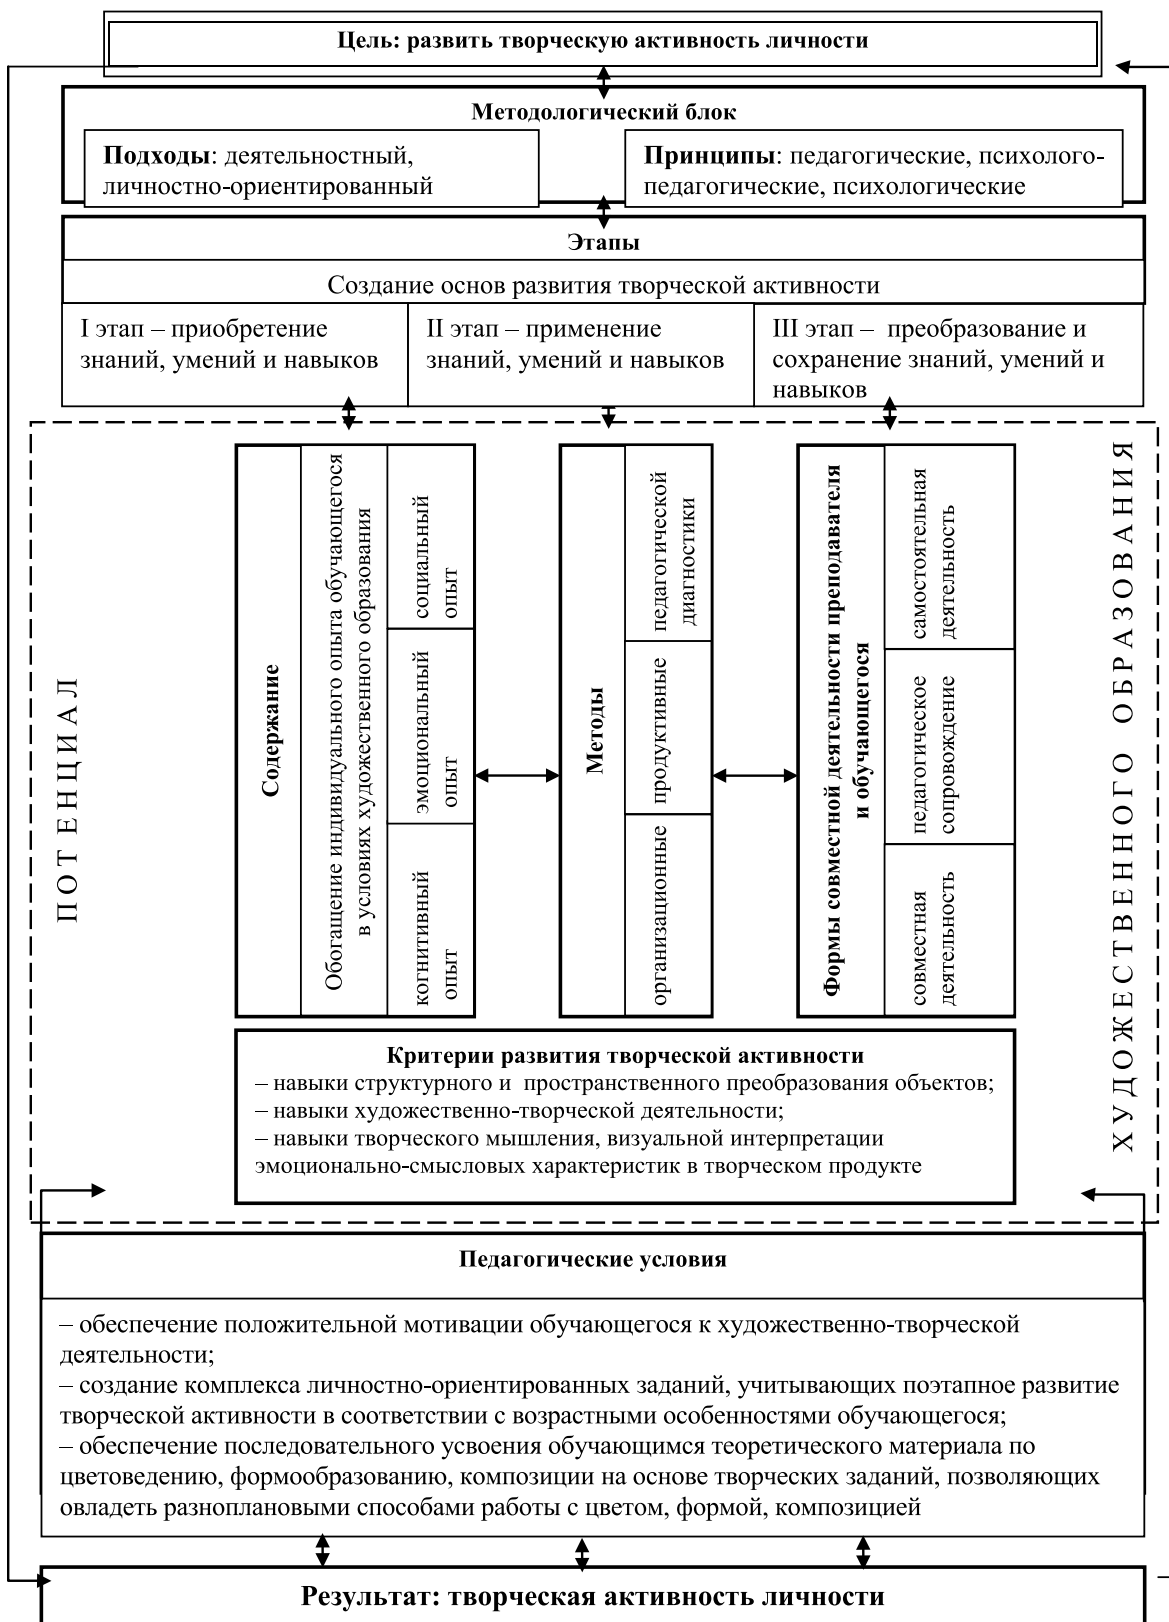 Цель: развить творческую активность личности
Методологический блок
Подходы: деятельностный,
личностно-ориентированный
Принципы: педагогические, психолого-
педагогические, психологические
Этапы
Создание основ развития творческой активности
I этап – приобретение
знаний, умений и навыков
II этап – применение
знаний, умений и навыков
III этап – преобразование и
сохранение знаний, умений и
навыков
ПОТЕНЦИАЛ
Содержание
Обогащение индивидуального опыта обучающегося
в условиях художественного образования
социальный
опыт
эмоциональный
опыт
когнитивный
опыт
Методы
педагогической
диагностики
продуктивные
организационные
Формы совместной деятельности преподавателя
и обучающегося
самостоятельная
деятельность
педагогическое
сопровождение
совместная
деятельность
ХУДОЖЕСТВЕННОГО ОБРАЗОВАНИЯ
Критерии развития творческой активности
– навыки структурного и пространственного преобразования объектов;
– навыки художественно-творческой деятельности;
– навыки творческого мышления, визуальной интерпретации
эмоционально-смысловых характеристик в творческом продукте
Педагогические условия
– обеспечение положительной мотивации обучающегося к художественно-творческой
деятельности;
– создание комплекса личностно-ориентированных заданий, учитывающих поэтапное развитие
творческой активности в соответствии с возрастными особенностями обучающегося;
– обеспечение последовательного усвоения обучающимся теоретического материала по
цветоведению, формообразованию, композиции на основе творческих заданий, позволяющих
овладеть разноплановыми способами работы с цветом, формой, композицией
Результат: творческая активность личности